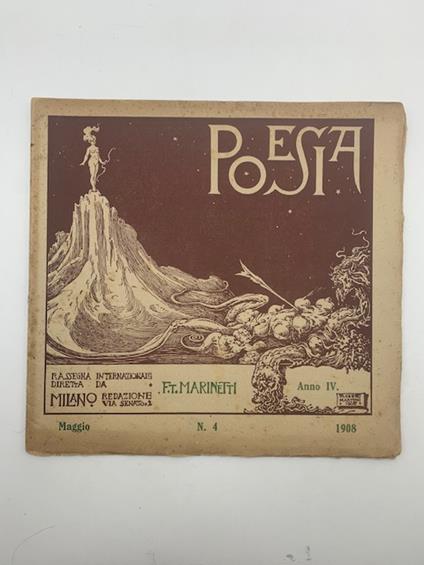 POESIA
RASSEGNA INTERNAZIONALE
DIRETTA DA F.T. MARINETTI
MILANO REDAZIONE VIA SENATO 2
Anno IV.
Maggio N. 4 1908